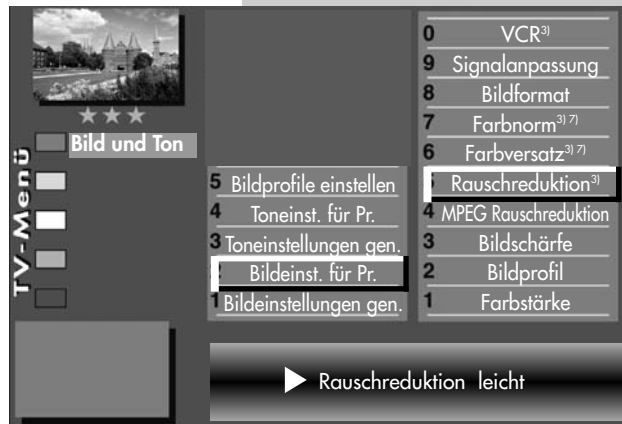 TV-Menü
Bild und Ton
5 Bildprofile einstellen
4 Toneinst. für Pr.
3 Toneinstellungen gen.
Bildeinst. für Pr.
1 Bildeinstellungen gen.
0 VCR3)
9 Signalanpassung
8 Bildformat
7 Farbnorm3) 7)
6 Farbversatz3) 7)
Rauschreduktion3)
4 MPEG Rauschreduktion
3 Bildschärfe
2 Bildprofil
1 Farbstärke
Rauschreduktion leicht